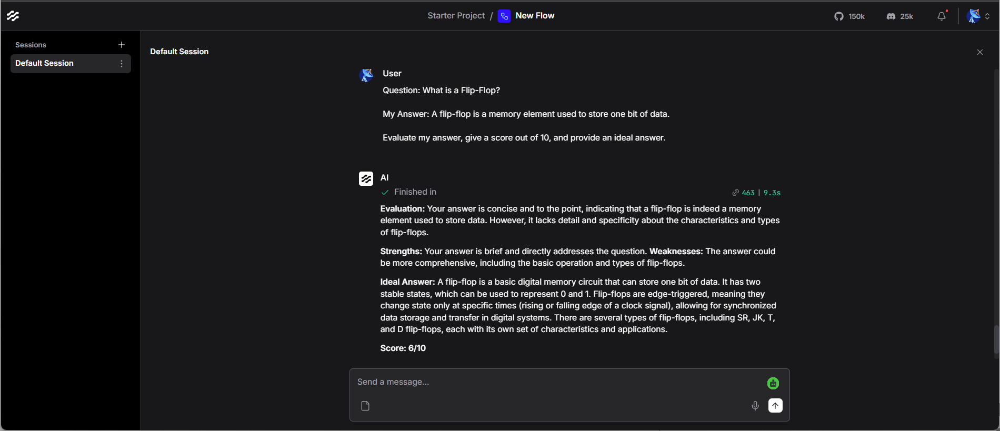 Starter Project / New Flow
150k
25k
Sessions
Default Session
Default Session
User
Question: What is a Flip-Flop?
My Answer: A flip-flop is a memory element used to store one bit of data.
Evaluate my answer, give a score out of 10, and provide an ideal answer.
AI
Finished in
463 | 9.3s
Evaluation: Your answer is concise and to the point, indicating that a flip-flop is indeed a memory
element used to store data. However, it lacks detail and specificity about the characteristics and types
of flip-flops.
Strengths: Your answer is brief and directly addresses the question. Weaknesses: The answer could
be more comprehensive, including the basic operation and types of flip-flops.
Ideal Answer: A flip-flop is a basic digital memory circuit that can store one bit of data. It has two
stable states, which can be used to represent 0 and 1. Flip-flops are edge-triggered, meaning they
change state only at specific times (rising or falling edge of a clock signal), allowing for synchronized
data storage and transfer in digital systems. There are several types of flip-flops, including SR, JK, T,
and D flip-flops, each with its own set of characteristics and applications.
Score: 6/10
Send a message...